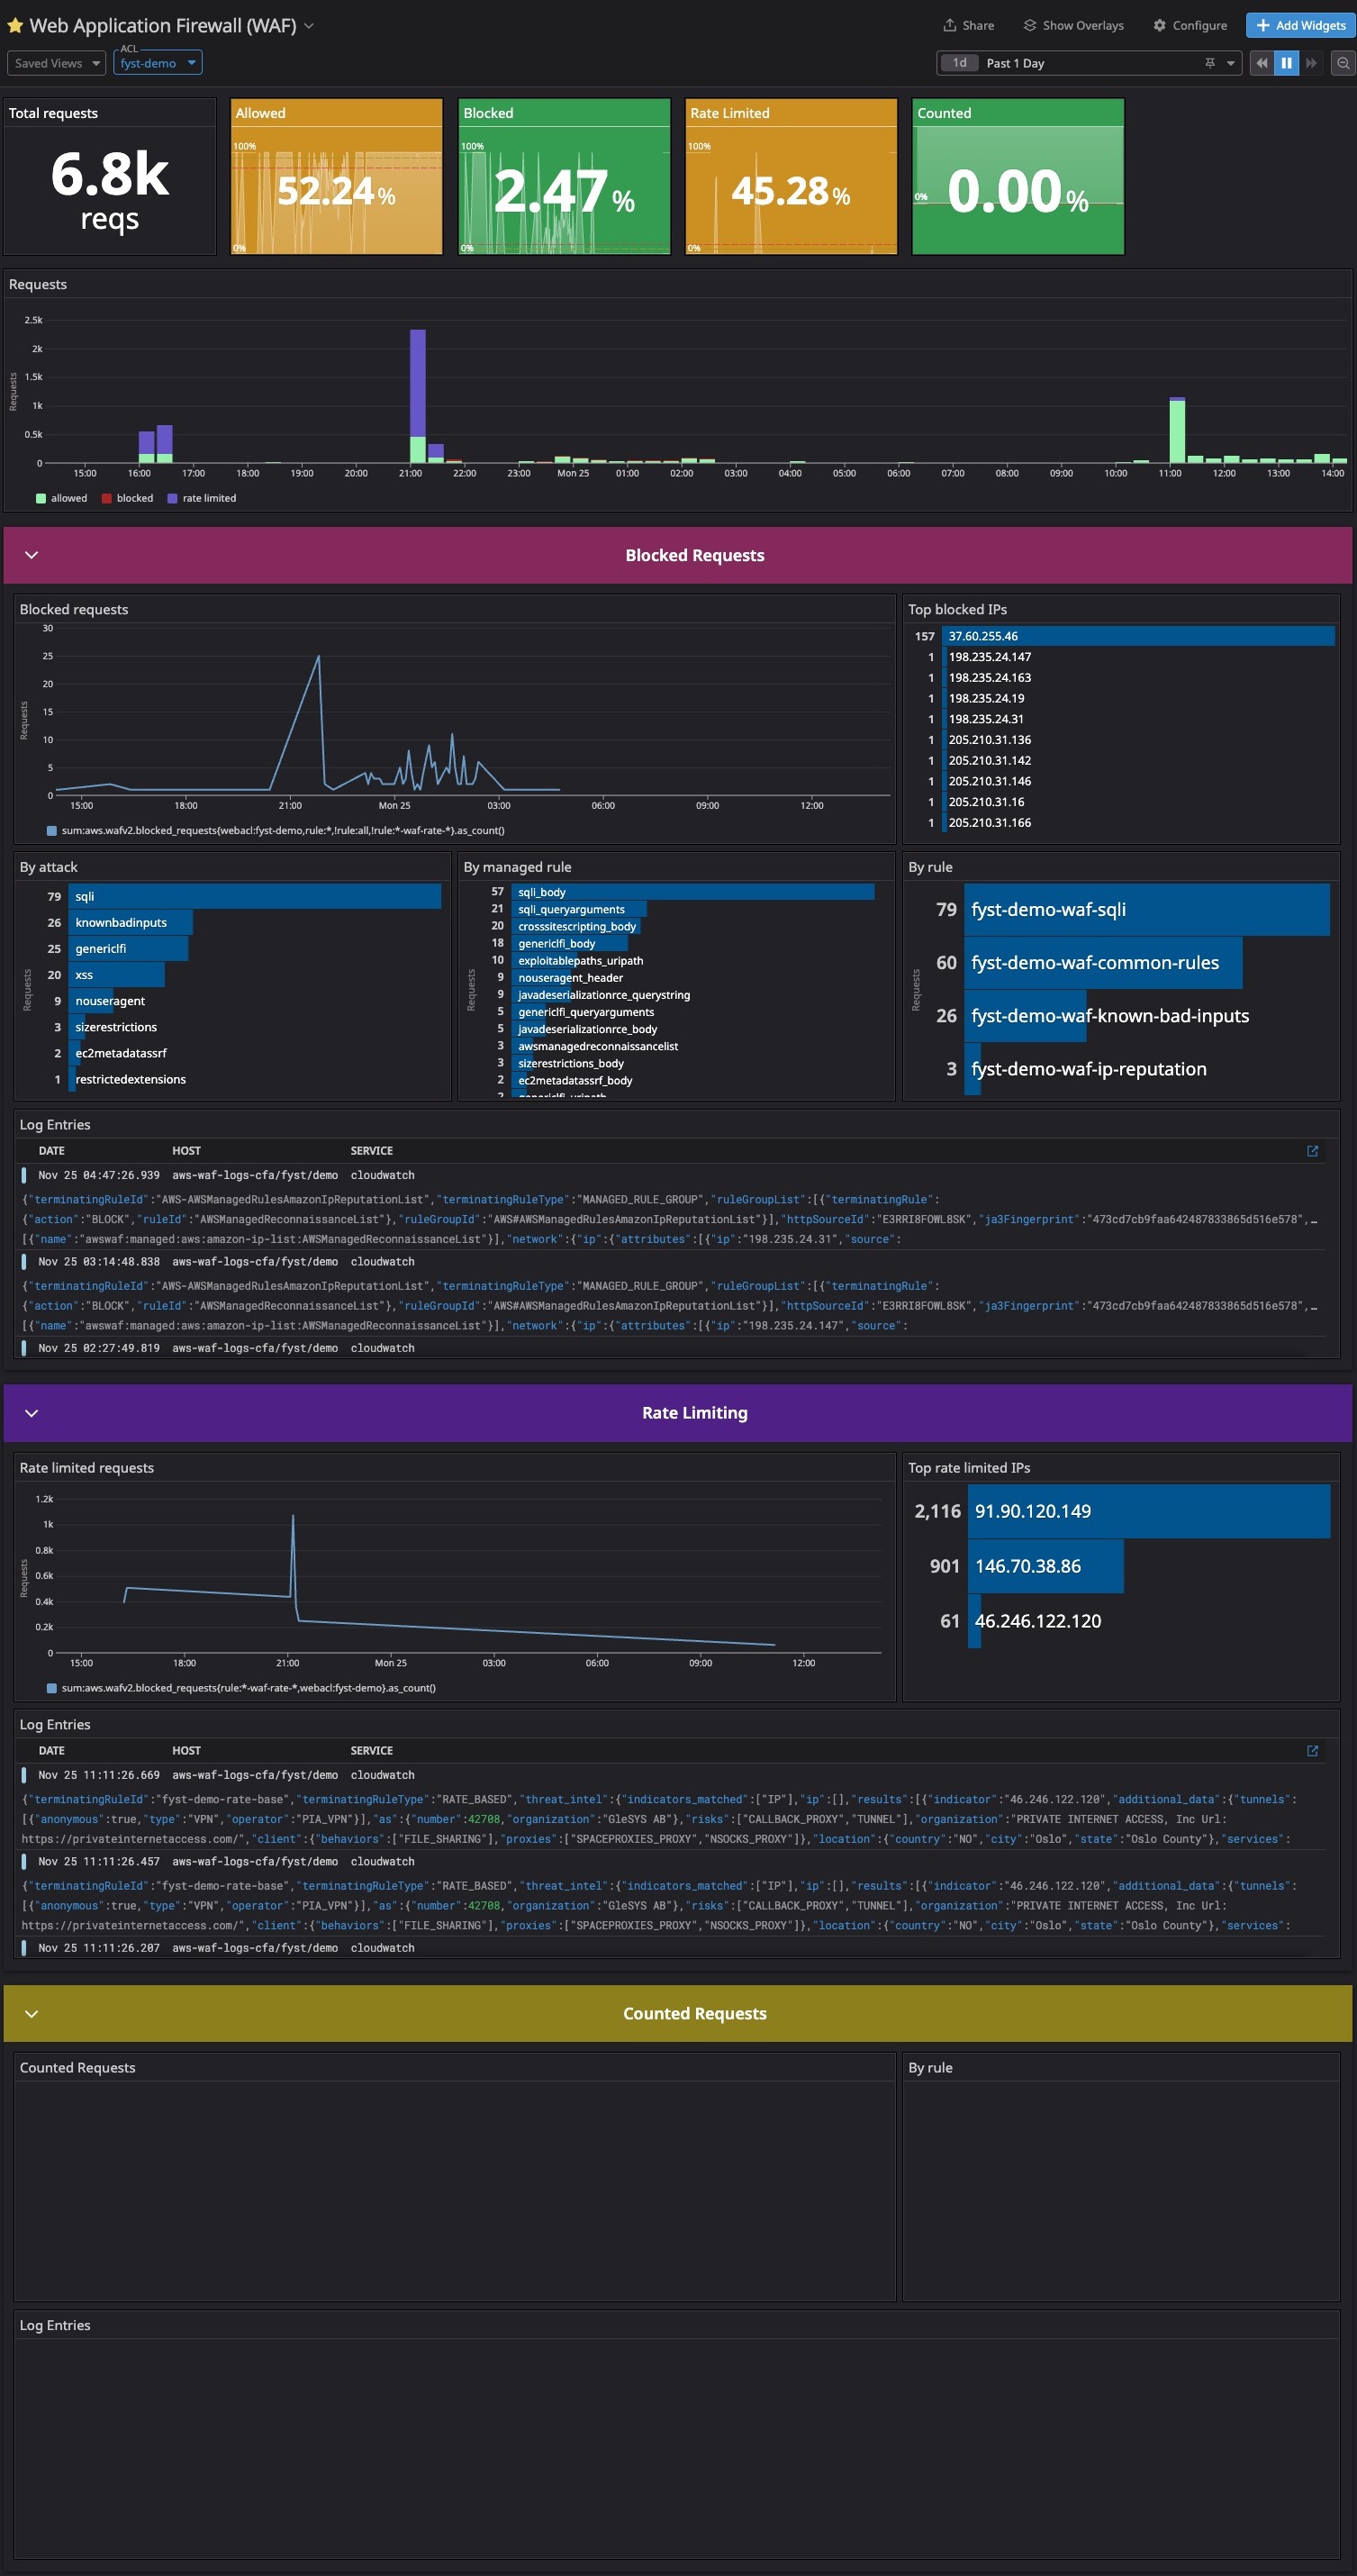 Web Application Firewall (WAF)
Share
Show Overlays
Configure
Add Widgets
Saved Views
ACL
fyst-demo
1d
Past 1 Day
Total requests
6.8k
reqs
Allowed
100%
52.24%
0%
Blocked
100%
2.47%
0%
Rate Limited
100%
45.28%
0%
Counted
0%
0.00%
Requests
Requests
2.5k
2k
1.5k
1k
0.5k
0
15:00 16:00 17:00 18:00 19:00 20:00 21:00 22:00 23:00 Mon 25 01:00 02:00 03:00 04:00 05:00 06:00 07:00 08:00 09:00 10:00 11:00 12:00 13:00 14:00
allowed blocked rate limited
Blocked Requests
Blocked requests
Requests
30
25
20
15
10
5
0
15:00 18:00 21:00 Mon 25 03:00 06:00 09:00 12:00
sum:aws.wafv2.blocked_requests{webacl:fyst-demo,rule:*,!rule:all,!rule:*-waf-rate-*}.as_count()
Top blocked IPs
157 37.60.255.46
1 198.235.24.147
1 198.235.24.163
1 198.235.24.19
1 198.235.24.31
1 205.210.31.136
1 205.210.31.142
1 205.210.31.146
1 205.210.31.16
1 205.210.31.166
By attack
Requests
79 sqli
26 knownbadinputs
25 genericlfi
20 xss
9 nouseragent
3 sizerestrictions
2 ec2metadatassrf
1 restrictedextensions
By managed rule
Requests
57 sqli_body
21 sqli_queryarguments
20 crosssitescripting_body
18 genericlfi_body
10 exploitablepaths_uripath
9 nouseragent_header
9 javadeserializationrce_querystring
5 genericlfi_queryarguments
5 javadeserializationrce_body
3 awsmanagedreconnaissancelist
3 sizerestrictions_body
2 ec2metadatassrf_body
2 genericlfi_uripath
By rule
Requests
79 fyst-demo-waf-sqli
60 fyst-demo-waf-common-rules
26 fyst-demo-waf-known-bad-inputs
3 fyst-demo-waf-ip-reputation
Log Entries
DATE HOST SERVICE
Nov 25 04:47:26.939 aws-waf-logs-cfa/fyst/demo cloudwatch
{"terminatingRuleId":"AWS-AWSManagedRulesAmazonIpReputationList","terminatingRuleType":"MANAGED_RULE_GROUP","ruleGroupList":[{"terminatingRule":
{"action":"BLOCK","ruleId":"AWSManagedReconnaissanceList"},"ruleGroupId":"AWS#AWSManagedRulesAmazonIpReputationList"}],"httpSourceId":"E3RRI8FOWL8SK","ja3Fingerprint":"473cd7cb9faa642487833865d516e578",…
[{"name":"awswaf:managed:aws:amazon-ip-list:AWSManagedReconnaissanceList"}],"network":{"ip":{"attributes":[{"ip":"198.235.24.31","source":
Nov 25 03:14:48.838 aws-waf-logs-cfa/fyst/demo cloudwatch
{"terminatingRuleId":"AWS-AWSManagedRulesAmazonIpReputationList","terminatingRuleType":"MANAGED_RULE_GROUP","ruleGroupList":[{"terminatingRule":
{"action":"BLOCK","ruleId":"AWSManagedReconnaissanceList"},"ruleGroupId":"AWS#AWSManagedRulesAmazonIpReputationList"}],"httpSourceId":"E3RRI8FOWL8SK","ja3Fingerprint":"473cd7cb9faa642487833865d516e578",…
[{"name":"awswaf:managed:aws:amazon-ip-list:AWSManagedReconnaissanceList"}],"network":{"ip":{"attributes":[{"ip":"198.235.24.147","source":
Nov 25 02:27:49.819 aws-waf-logs-cfa/fyst/demo cloudwatch
Rate Limiting
Rate limited requests
Requests
1.2k
1k
0.8k
0.6k
0.4k
0.2k
0
15:00 18:00 21:00 Mon 25 03:00 06:00 09:00 12:00
sum:aws.wafv2.blocked_requests{rule:*-waf-rate-*,webacl:fyst-demo}.as_count()
Top rate limited IPs
2,116 91.90.120.149
901 146.70.38.86
61 46.246.122.120
Log Entries
DATE HOST SERVICE
Nov 25 11:11:26.669 aws-waf-logs-cfa/fyst/demo cloudwatch
{"terminatingRuleId":"fyst-demo-rate-base","terminatingRuleType":"RATE_BASED","threat_intel":{"indicators_matched":["IP"],"ip":[],"results":[{"indicator":"46.246.122.120","additional_data":{"tunnels":
[{"anonymous":true,"type":"VPN","operator":"PIA_VPN"}],"as":{"number":42708,"organization":"GleSYS AB"},"risks":["CALLBACK_PROXY","TUNNEL"],"organization":"PRIVATE INTERNET ACCESS, Inc Url:
https://privateinternetaccess.com/","client":{"behaviors":["FILE_SHARING"],"proxies":["SPACEPROXIES_PROXY","NSOCKS_PROXY"]},"location":{"country":"NO","city":"Oslo","state":"Oslo County"},"services":
Nov 25 11:11:26.457 aws-waf-logs-cfa/fyst/demo cloudwatch
{"terminatingRuleId":"fyst-demo-rate-base","terminatingRuleType":"RATE_BASED","threat_intel":{"indicators_matched":["IP"],"ip":[],"results":[{"indicator":"46.246.122.120","additional_data":{"tunnels":
[{"anonymous":true,"type":"VPN","operator":"PIA_VPN"}],"as":{"number":42708,"organization":"GleSYS AB"},"risks":["CALLBACK_PROXY","TUNNEL"],"organization":"PRIVATE INTERNET ACCESS, Inc Url:
https://privateinternetaccess.com/","client":{"behaviors":["FILE_SHARING"],"proxies":["SPACEPROXIES_PROXY","NSOCKS_PROXY"]},"location":{"country":"NO","city":"Oslo","state":"Oslo County"},"services":
Nov 25 11:11:26.207 aws-waf-logs-cfa/fyst/demo cloudwatch
Counted Requests
Counted Requests
By rule
Log Entries